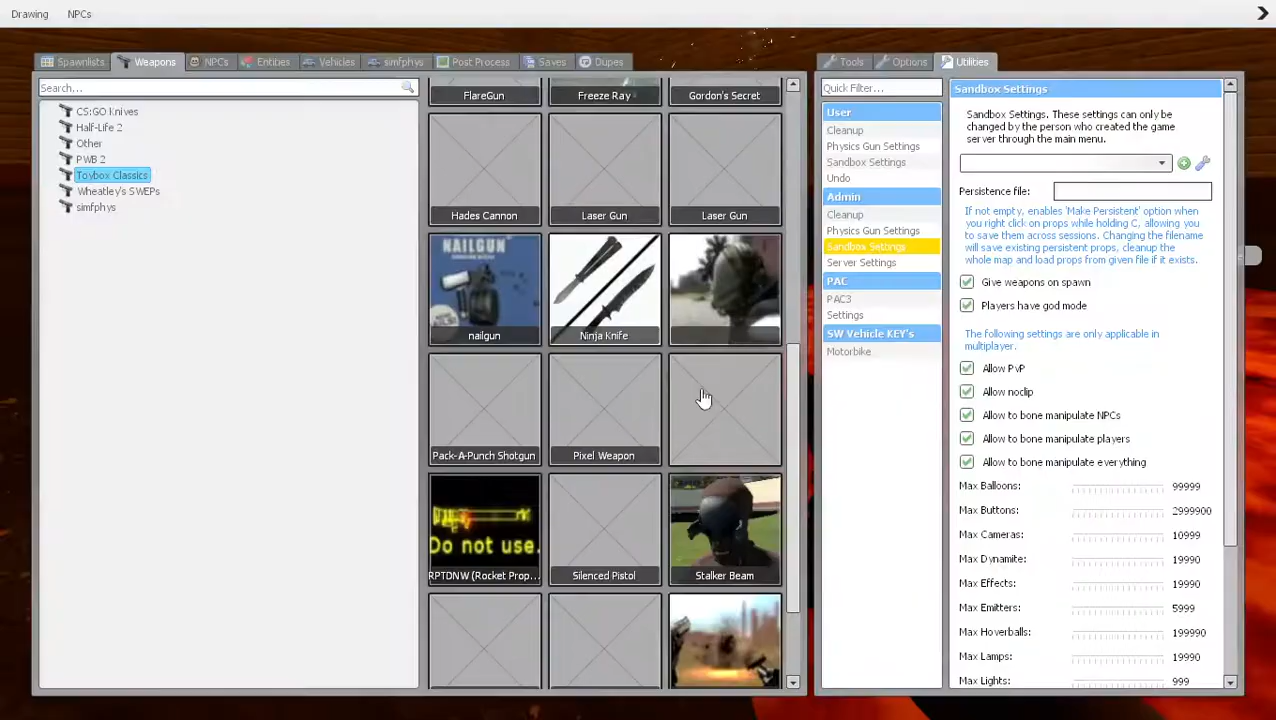 Drawing NPCs
Spawnlists Weapons NPCs Entities Vehicles simfphys Post Process Saves Dupes
Tools Options Utilities
Search...
CS:GO Knives
Half-Life 2
Other
PWB 2
Toybox Classics
Wheatley's SWEPs
simfphys
FlareGun Freeze Ray Gordon's Secret
Hades Cannon Laser Gun Laser Gun
NAILGUN
nailgun Ninja Knife
Pack-A-Punch Shotgun Pixel Weapon
Do not use.
RPTDNW (Rocket Prop... Silenced Pistol Stalker Beam
Quick Filter...
User
Cleanup
Physics Gun Settings
Sandbox Settings
Undo
Admin
Cleanup
Physics Gun Settings
Sandbox Settings
Server Settings
PAC
PAC3
Settings
SW Vehicle KEY's
Motorbike
Sandbox Settings
Sandbox Settings. These settings can only be
changed by the person who created the game
server through the main menu.
Persistence file:
If not empty, enables 'Make Persistent' option when
you right click on props while holding C, allowing you
to save them across sessions. Changing the filename
will save existing persistent props, cleanup the
whole map and load props from given file if it exists.
Give weapons on spawn
Players have god mode
The following settings are only applicable in
multiplayer.
Allow PvP
Allow noclip
Allow to bone manipulate NPCs
Allow to bone manipulate players
Allow to bone manipulate everything
Max Balloons: 99999
Max Buttons: 2999900
Max Cameras: 10999
Max Dynamite: 19990
Max Effects: 19990
Max Emitters: 5999
Max Hoverballs: 199990
Max Lamps: 19990
Max Lights: 999